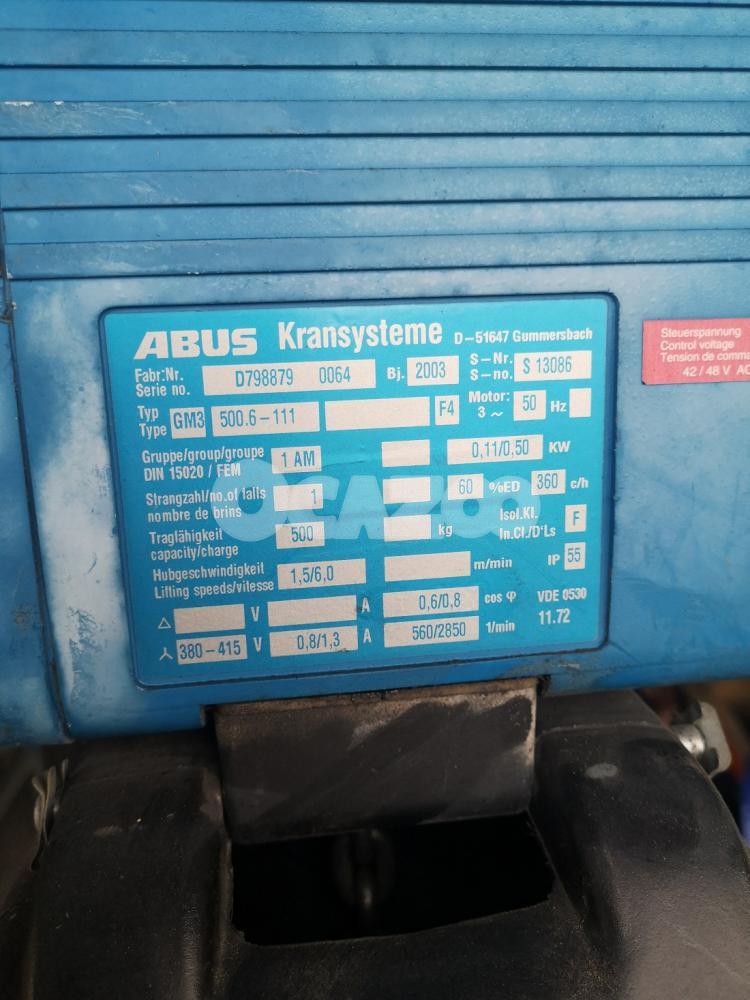 ABUS Kransysteme D-51647 Gummersbach
Fabr:Nr. Serie no. D798879 0064 Bj. 2003 S-Nr. S-no. S 13086
Typ Type GM3 500.6-111 F4 Motor: 3 ~ 50 Hz
Gruppe/group/groupe DIN 15020 / FEM 1 AM 0,11/0,50 KW
Strangzahl/no.of falls nombre de brins 1 60 %ED 360 c/h
Tragfähigkeit capacity/charge 500 kg Isol.Kl. In.Cl./D'Ls F
Hubgeschwindigkeit Lifting speeds/vitesse 1,5/6,0 m/min IP 55
△ V A 0,6/0,8 cos φ VDE 0530
380-415 V 0,8/1,3 A 560/2850 1/min 11.72
Steuerspannung
Control voltage
Tension de comma
42 / 48 V AC
OCAZOO